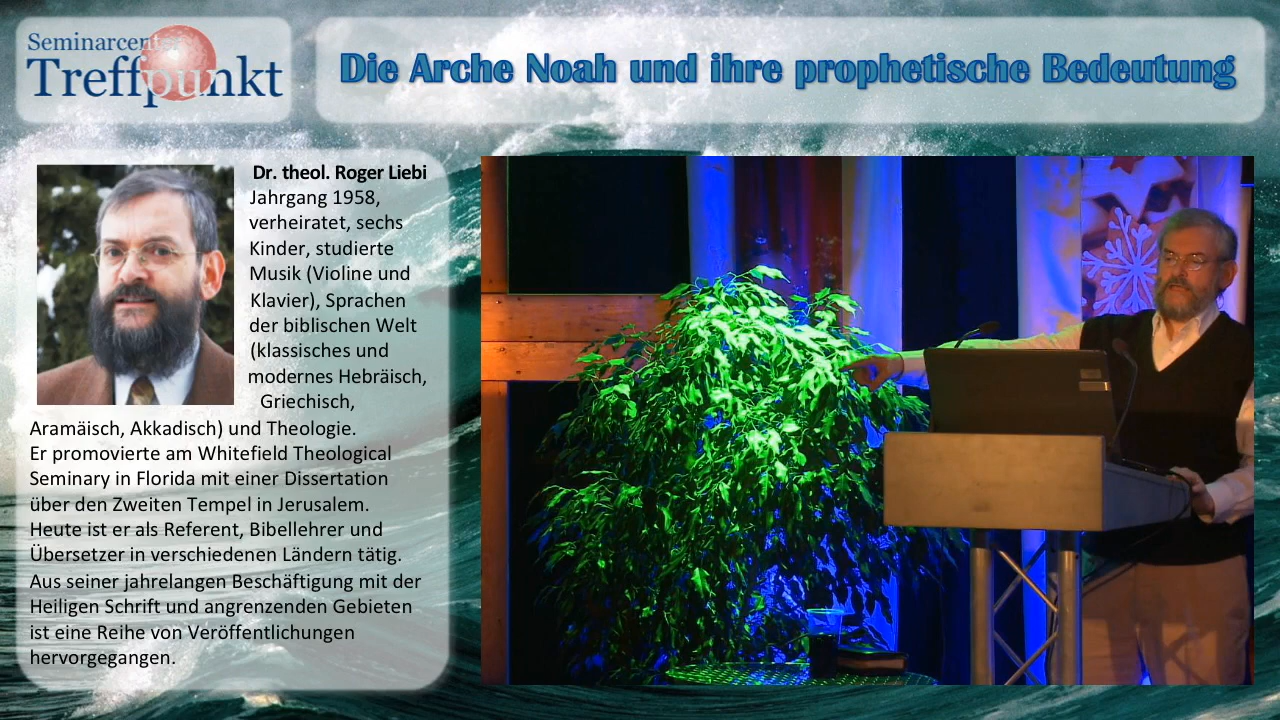 Seminarcenter
Treffpunkt
Die Arche Noah und ihre prophetische Bedeutung
Dr. theol. Roger Liebi
Jahrgang 1958,
verheiratet, sechs
Kinder, studierte
Musik (Violine und
Klavier), Sprachen
der biblischen Welt
(klassisches und
modernes Hebräisch,
Griechisch,
Aramäisch, Akkadisch) und Theologie.
Er promovierte am Whitefield Theological
Seminary in Florida mit einer Dissertation
über den Zweiten Tempel in Jerusalem.
Heute ist er als Referent, Bibellehrer und
Übersetzer in verschiedenen Ländern tätig.
Aus seiner jahrelangen Beschäftigung mit der
Heiligen Schrift und angrenzenden Gebieten
ist eine Reihe von Veröffentlichungen
hervorgegangen.